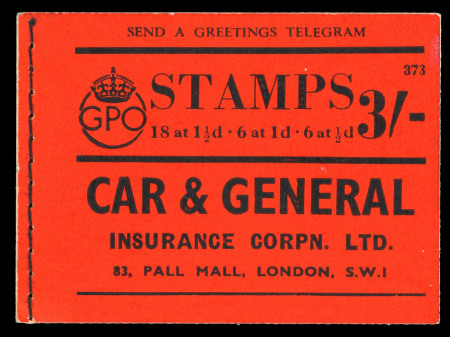 SEND A GREETINGS TELEGRAM
373
GPO
STAMPS 3/-
18 at 1½d · 6 at 1d · 6 at ½d
CAR & GENERAL
INSURANCE CORPN. LTD.
83, PALL MALL, LONDON, S.W.1